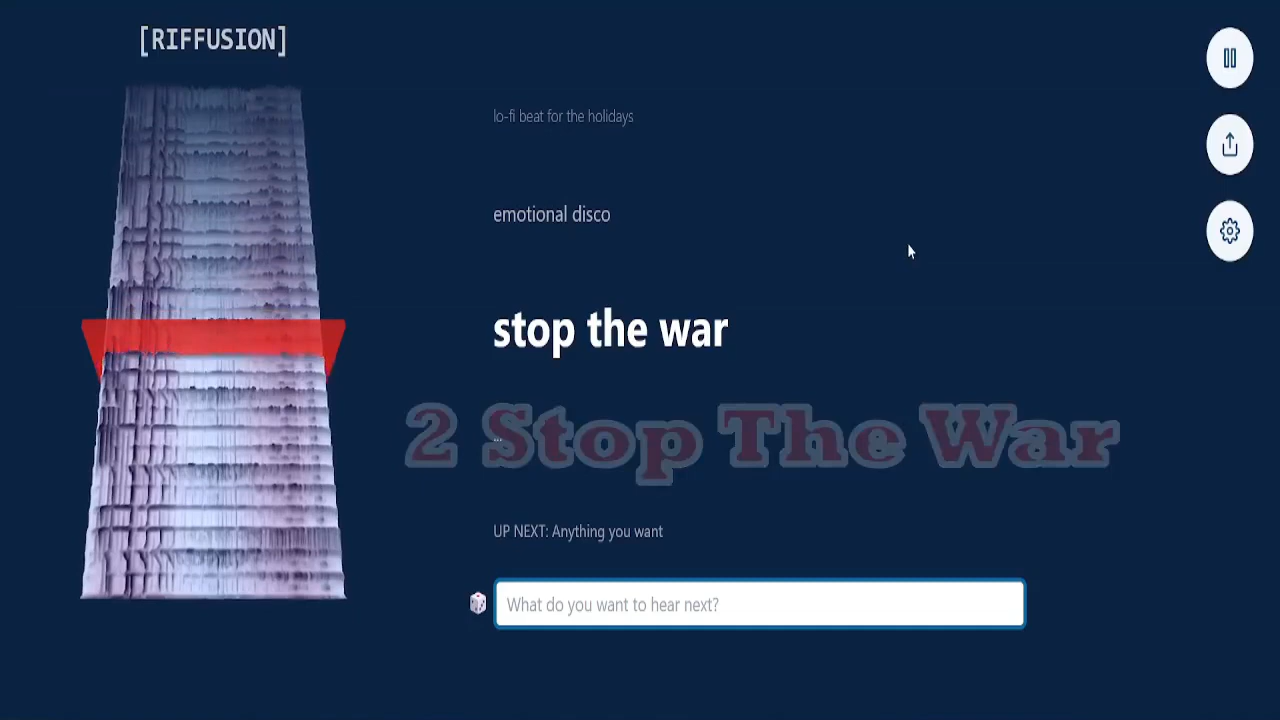 [RIFFUSION]
lo-fi beat for the holidays
emotional disco
stop the war
2 Stop The War
...
UP NEXT: Anything you want
What do you want to hear next?